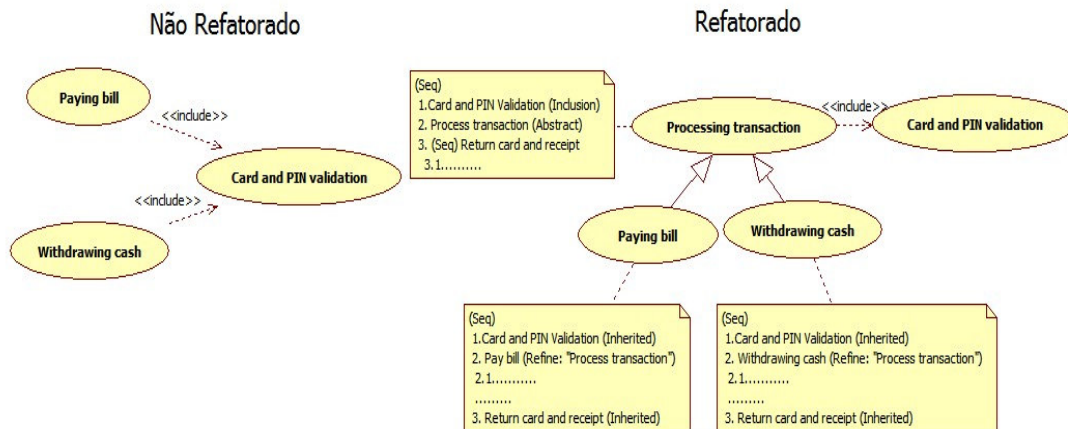 Não Refatorado
Paying bill
<<include>>
Card and PIN validation
<<include>>
Withdrawing cash
Refatorado
(Seq)
1.Card and PIN Validation (Inclusion)
2. Process transaction (Abstract)
3. (Seq) Return card and receipt
3.1..........
Processing transaction
<<include>>
Card and PIN validation
Paying bill
Withdrawing cash
(Seq)
1.Card and PIN Validation (Inherited)
2. Pay bill (Refine: "Process transaction")
2.1...........
.........
3. Return card and receipt (Inherited)
(Seq)
1.Card and PIN Validation (Inherited)
2. Withdrawing cash (Refine: "Process transaction")
2.1...........
.........
3. Return card and receipt (Inherited)